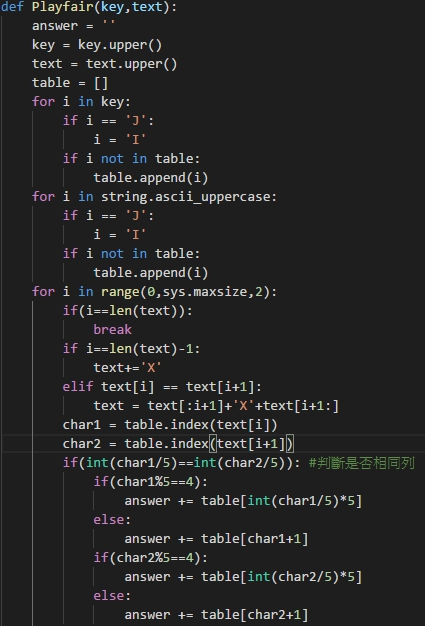 def Playfair(key,text):
    answer = ''
    key = key.upper()
    text = text.upper()
    table = []
    for i in key:
        if i == 'J':
            i = 'I'
        if i not in table:
            table.append(i)
    for i in string.ascii_uppercase:
        if i == 'J':
            i = 'I'
        if i not in table:
            table.append(i)
    for i in range(0,sys.maxsize,2):
        if(i==len(text)):
            break
        if i==len(text)-1:
            text+='X'
        elif text[i] == text[i+1]:
            text = text[:i+1]+'X'+text[i+1:]
        char1 = table.index(text[i])
        char2 = table.index(text[i+1])
        if(int(char1/5)==int(char2/5)): #判斷是否相同列
            if(char1%5==4):
                answer += table[int(char1/5)*5]
            else:
                answer += table[char1+1]
            if(char2%5==4):
                answer += table[int(char2/5)*5]
            else:
                answer += table[char2+1]